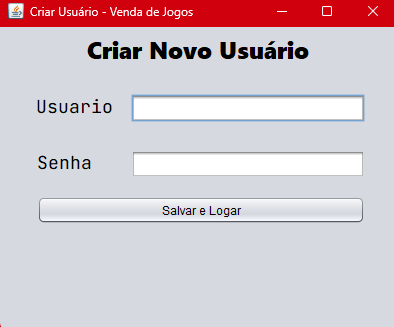 Criar Usuário - Venda de Jogos
Criar Novo Usuário
Usuario
Senha
Salvar e Logar